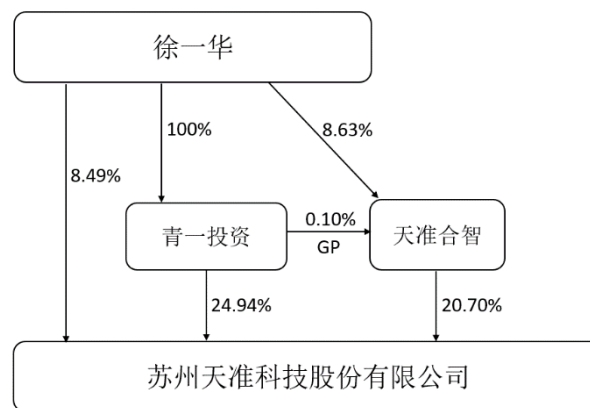 徐一华
100%
8.63%
8.49%
0.10%
青一投资
天准合智
GP
24.94%
20.70%
苏州天准科技股份有限公司